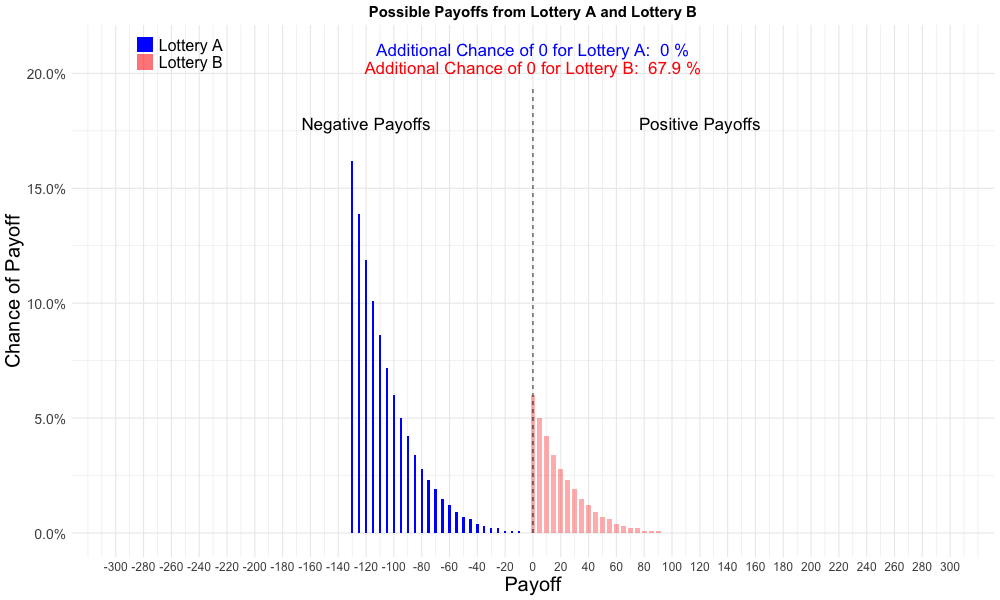 Possible Payoffs from Lottery A and Lottery B
Lottery A
Lottery B
Additional Chance of 0 for Lottery A:  0 %
Additional Chance of 0 for Lottery B:  67.9 %
Negative Payoffs
Positive Payoffs
Chance of Payoff
20.0%
15.0%
10.0%
5.0%
0.0%
-300 -280 -260 -240 -220 -200 -180 -160 -140 -120 -100 -80 -60 -40 -20 0 20 40 60 80 100 120 140 160 180 200 220 240 260 280 300
Payoff